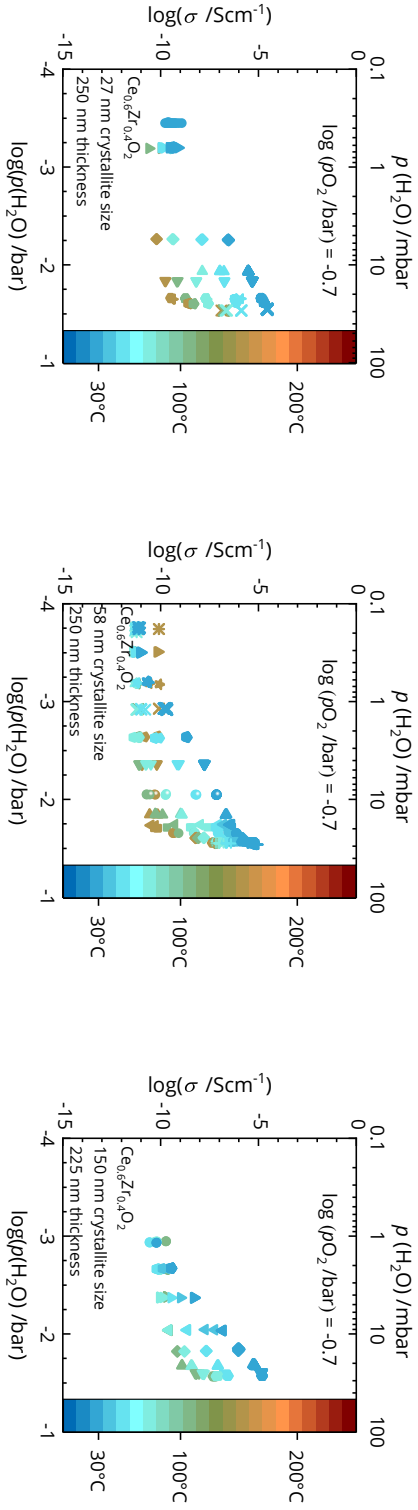 p (H₂O) /mbar
0.1
1
10
100
log(σ /Scm⁻¹)
0
-5
-10
-15
log (pO₂ /bar) = -0.7
Ce₀.₆Zr₀.₄O₂
27 nm crystallite size
250 nm thickness
-4
-3
-2
-1
log(p(H₂O) /bar)
200°C
100°C
30°C
p (H₂O) /mbar
0.1
1
10
100
log(σ /Scm⁻¹)
0
-5
-10
-15
log (pO₂ /bar) = -0.7
Ce₀.₆Zr₀.₄O₂
58 nm crystallite size
250 nm thickness
-4
-3
-2
-1
log(p(H₂O) /bar)
200°C
100°C
30°C
p (H₂O) /mbar
0.1
1
10
100
log(σ /Scm⁻¹)
0
-5
-10
-15
log (pO₂ /bar) = -0.7
Ce₀.₆Zr₀.₄O₂
150 nm crystallite size
225 nm thickness
-4
-3
-2
-1
log(p(H₂O) /bar)
200°C
100°C
30°C